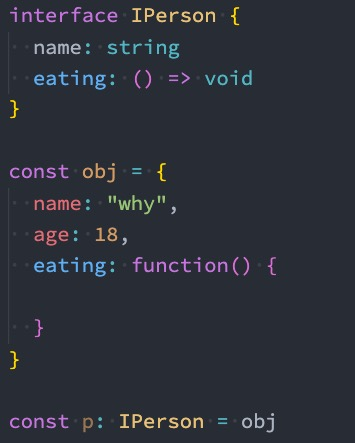 interface IPerson {
  name: string
  eating: () => void
}

const obj = {
  name: "why",
  age: 18,
  eating: function() {

  }
}

const p: IPerson = obj